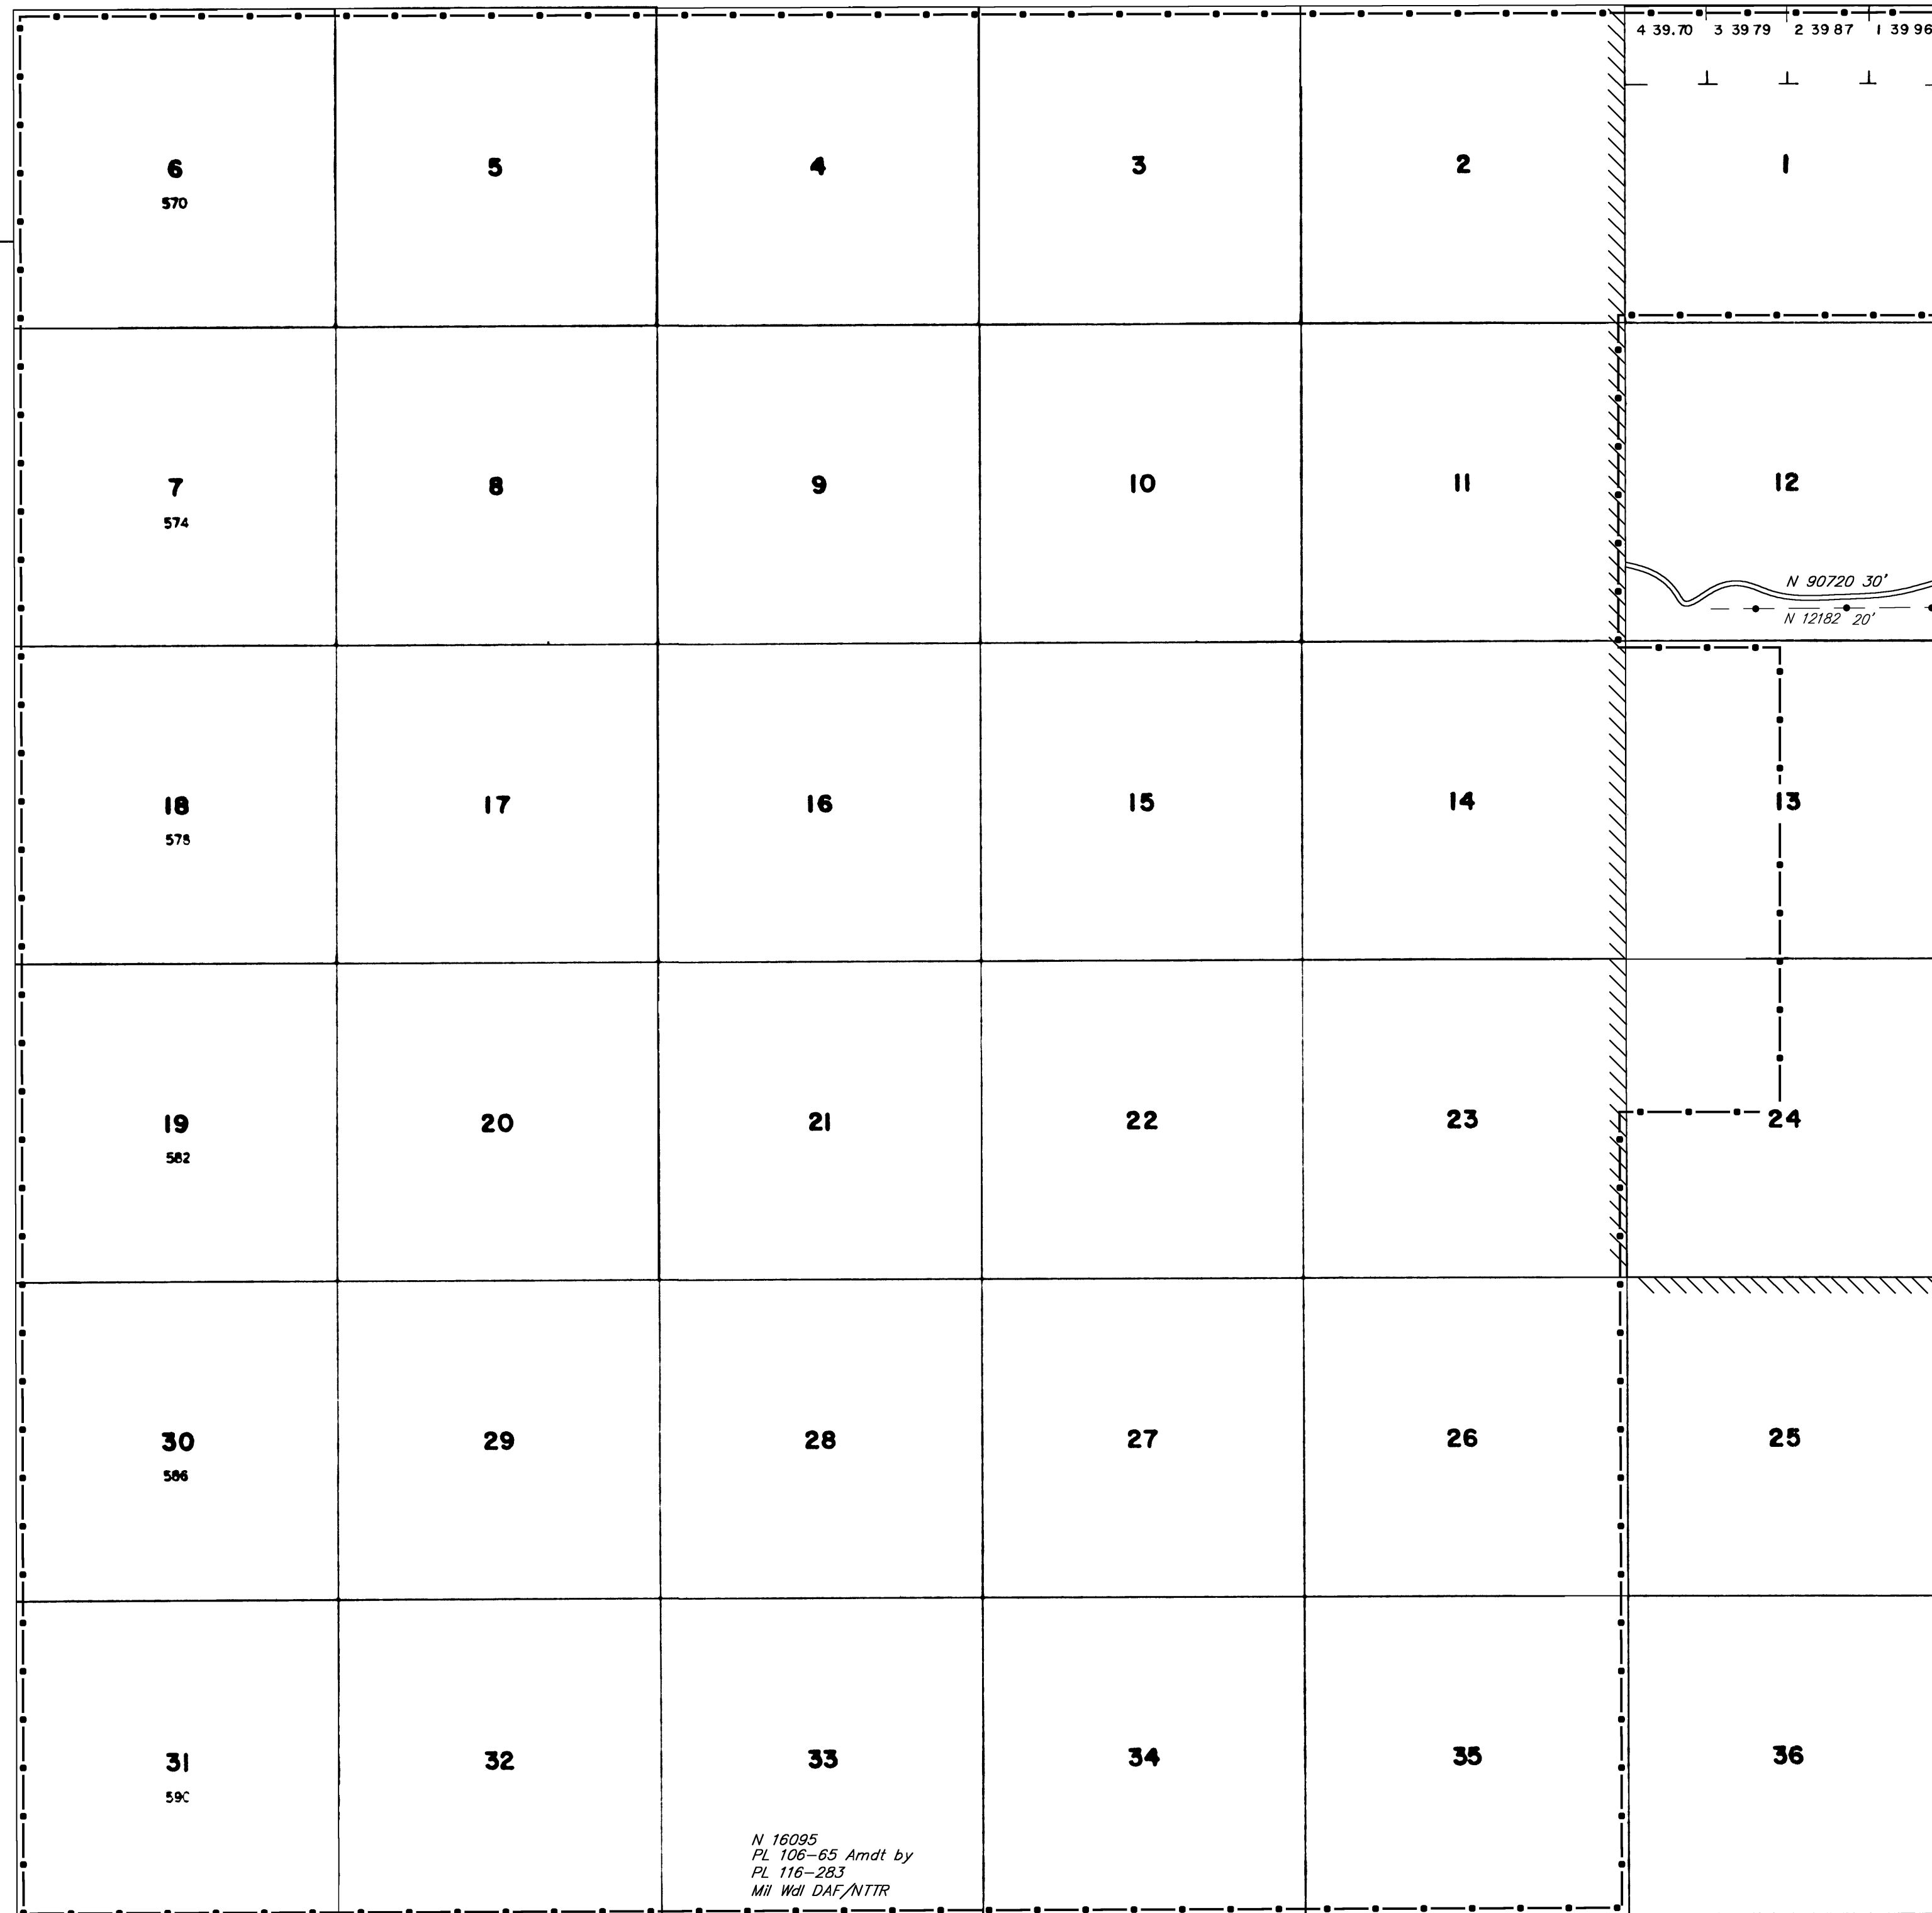 4 39.70 3 39 79 2 39 87 1 39 96
6 5 4 3 2 1
570
7 8 9 10 11 12
574
N 90720 30'
N 12182 20'
18 17 16 15 14 13
578
19 20 21 22 23 24
582
30 29 28 27 26 25
586
31 32 33 34 35 36
590
N 16095
PL 106-65 Amdt by
PL 116-283
Mil Wdl DAF/NTTR